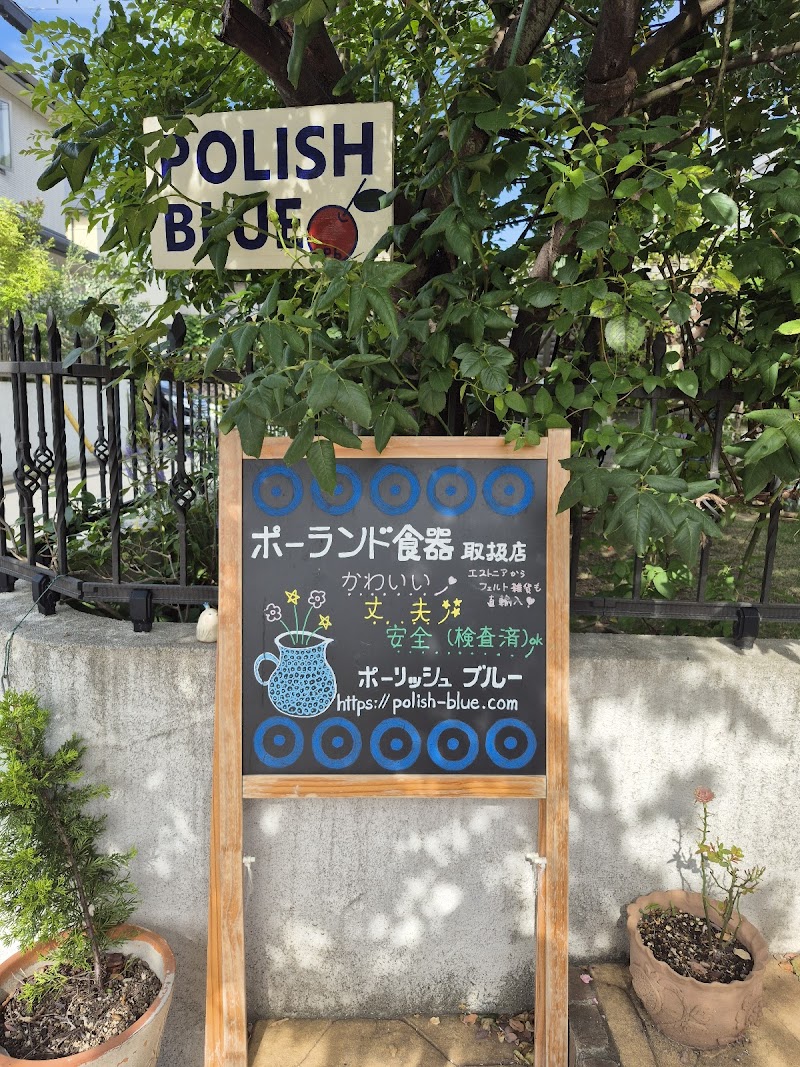 POLISH
BLUE
Pb
ポーランド食器 取扱店
かわいい
エストニアから
フェルト雑貨も
直輸入
丈夫
安全 (検査済)ok
ポーリッシュ ブルー
https://polish-blue.com